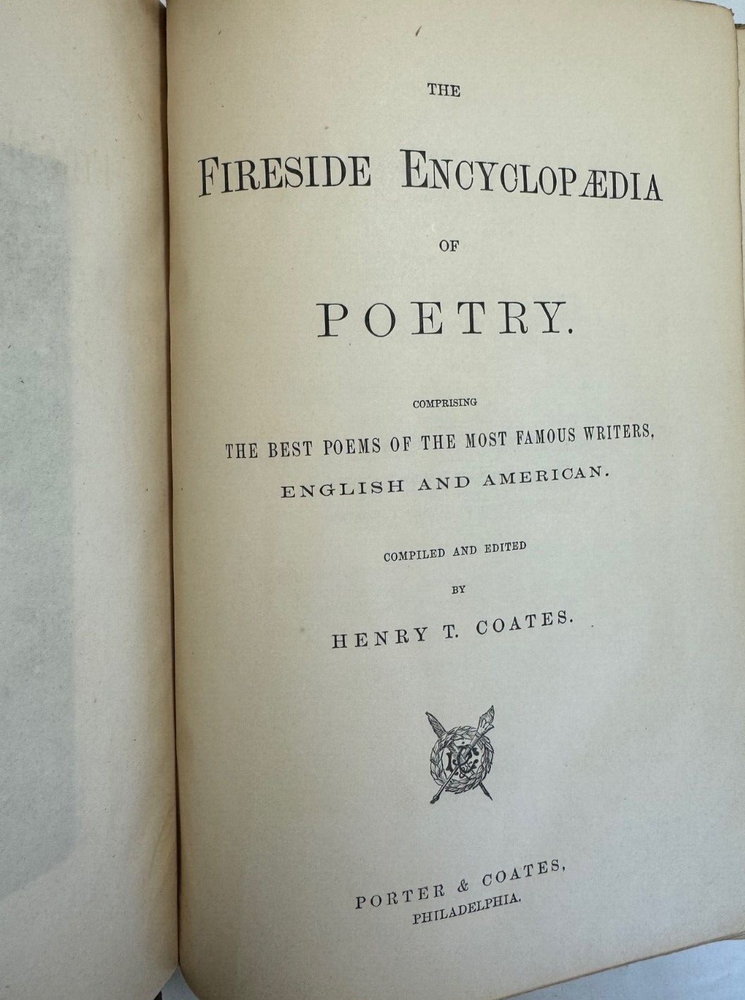 THE
FIRESIDE ENCYCLOPÆDIA
OF
POETRY.
COMPRISING
THE BEST POEMS OF THE MOST FAMOUS WRITERS,
ENGLISH AND AMERICAN.
COMPILED AND EDITED
BY
HENRY T. COATES.
PORTER & COATES,
PHILADELPHIA.